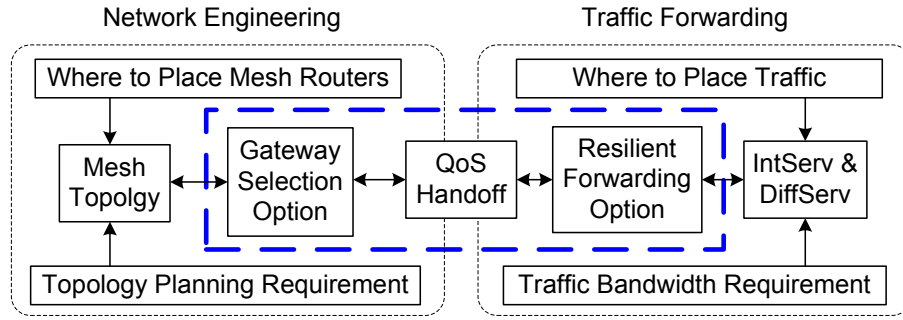 Network Engineering
Traffic Forwarding
Where to Place Mesh Routers
Where to Place Traffic
Mesh
Topolgy
Gateway
Selection
Option
QoS
Handoff
Resilient
Forwarding
Option
IntServ &
DiffServ
Topology Planning Requirement
Traffic Bandwidth Requirement